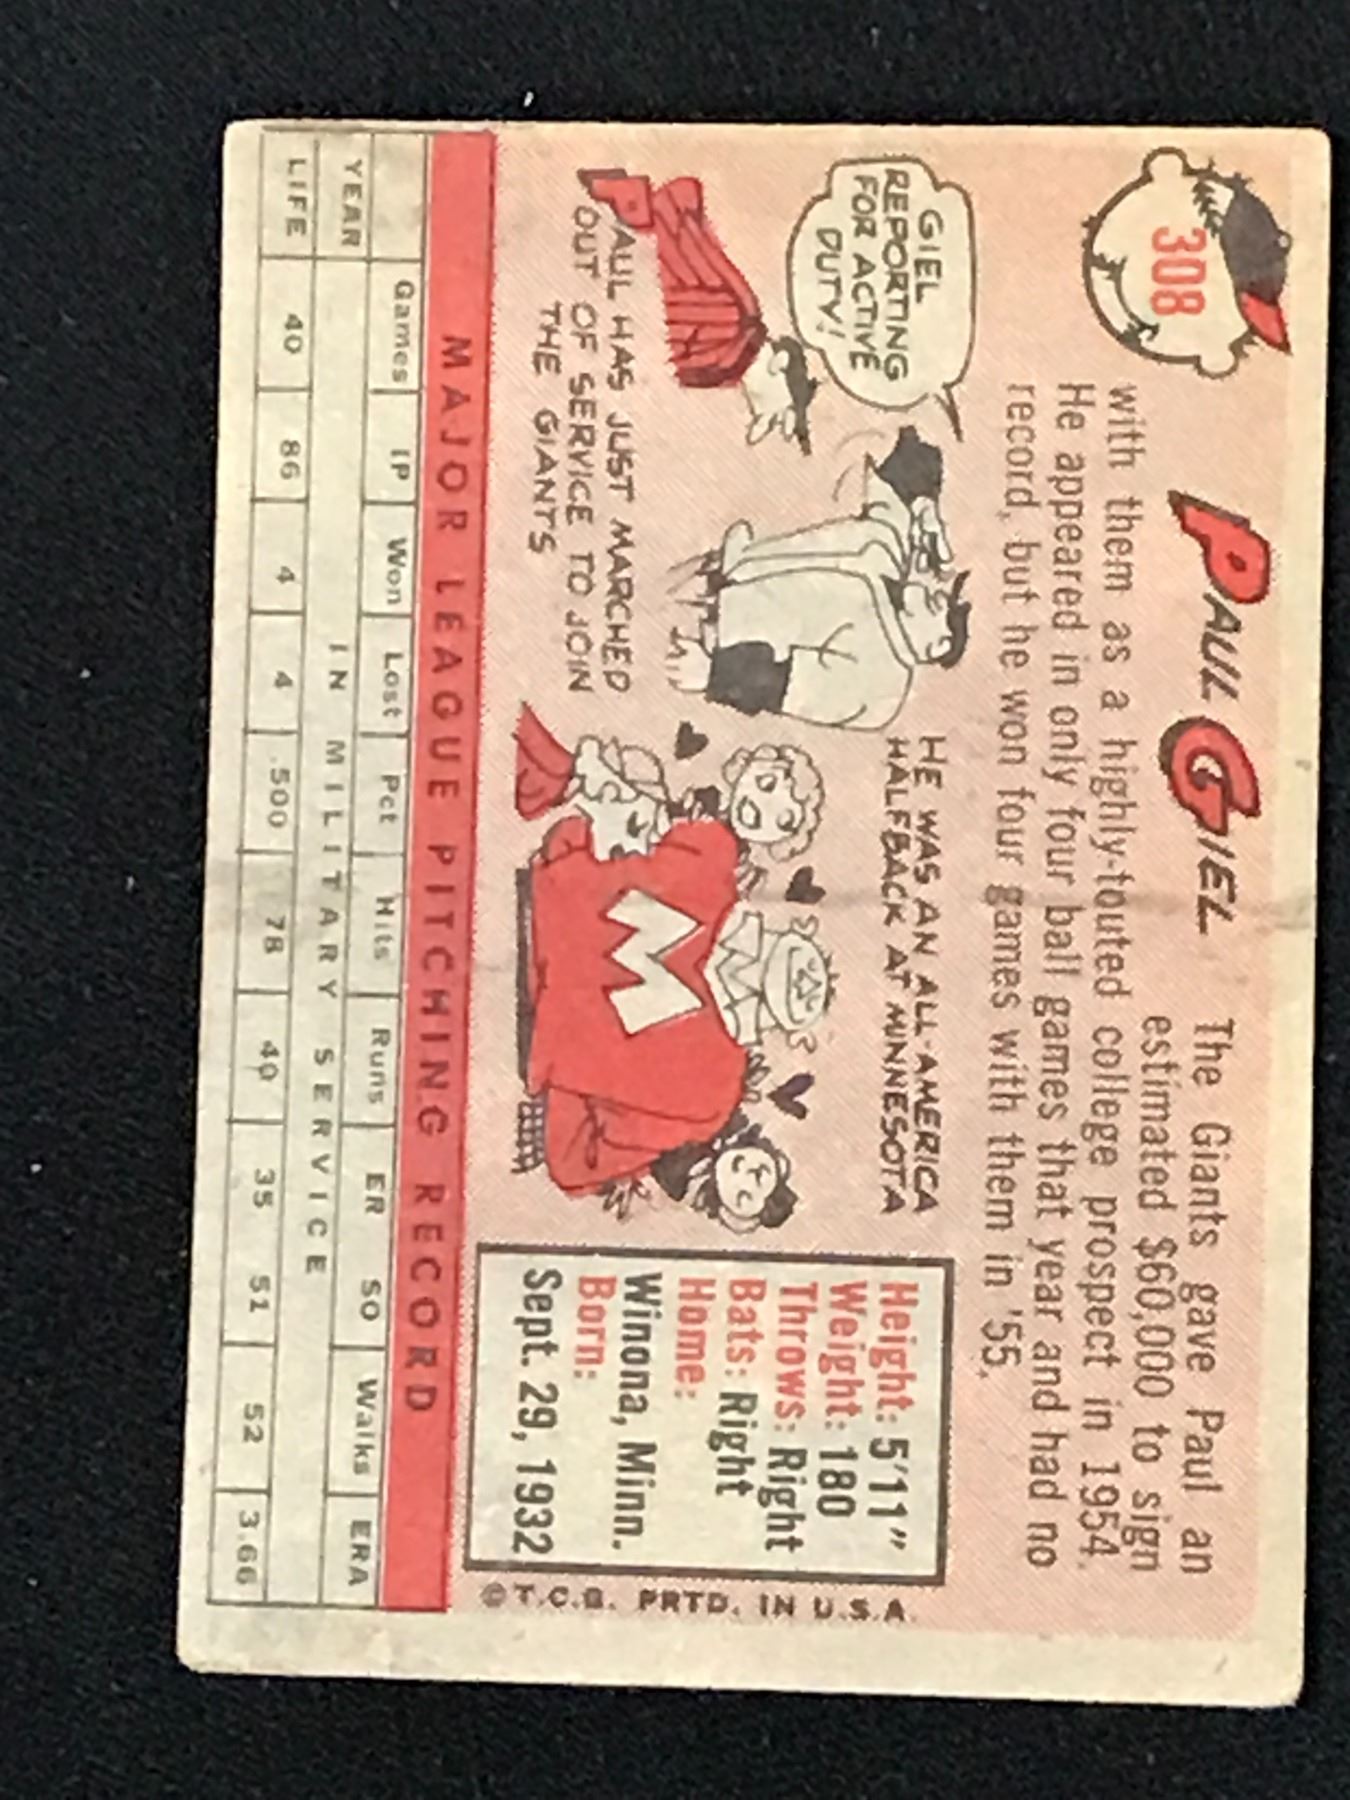 308
PAUL GIEL
The Giants gave Paul an
estimated $60,000 to sign
with them as a highly-touted college prospect in 1954.
He appeared in only four ball games that year and had no
record, but he won four games with them in '55.
GIEL
REPORTING
FOR ACTIVE
DUTY!
PAUL HAS JUST MARCHED
OUT OF SERVICE TO JOIN
THE GIANTS
HE WAS AN ALL-AMERICA
HALFBACK AT MINNESOTA
M
Height: 5'11"
Weight: 180
Throws: Right
Bats: Right
Home:
Winona, Minn.
Born:
Sept. 29, 1932
© T.C.G. PRTD. IN U.S.A.
MAJOR LEAGUE PITCHING RECORD
Games IP Won Lost Pct Hits Runs ER SO Walks ERA
YEAR IN MILITARY SERVICE
LIFE 40 86 4 4 .500 78 40 35 51 52 3.66